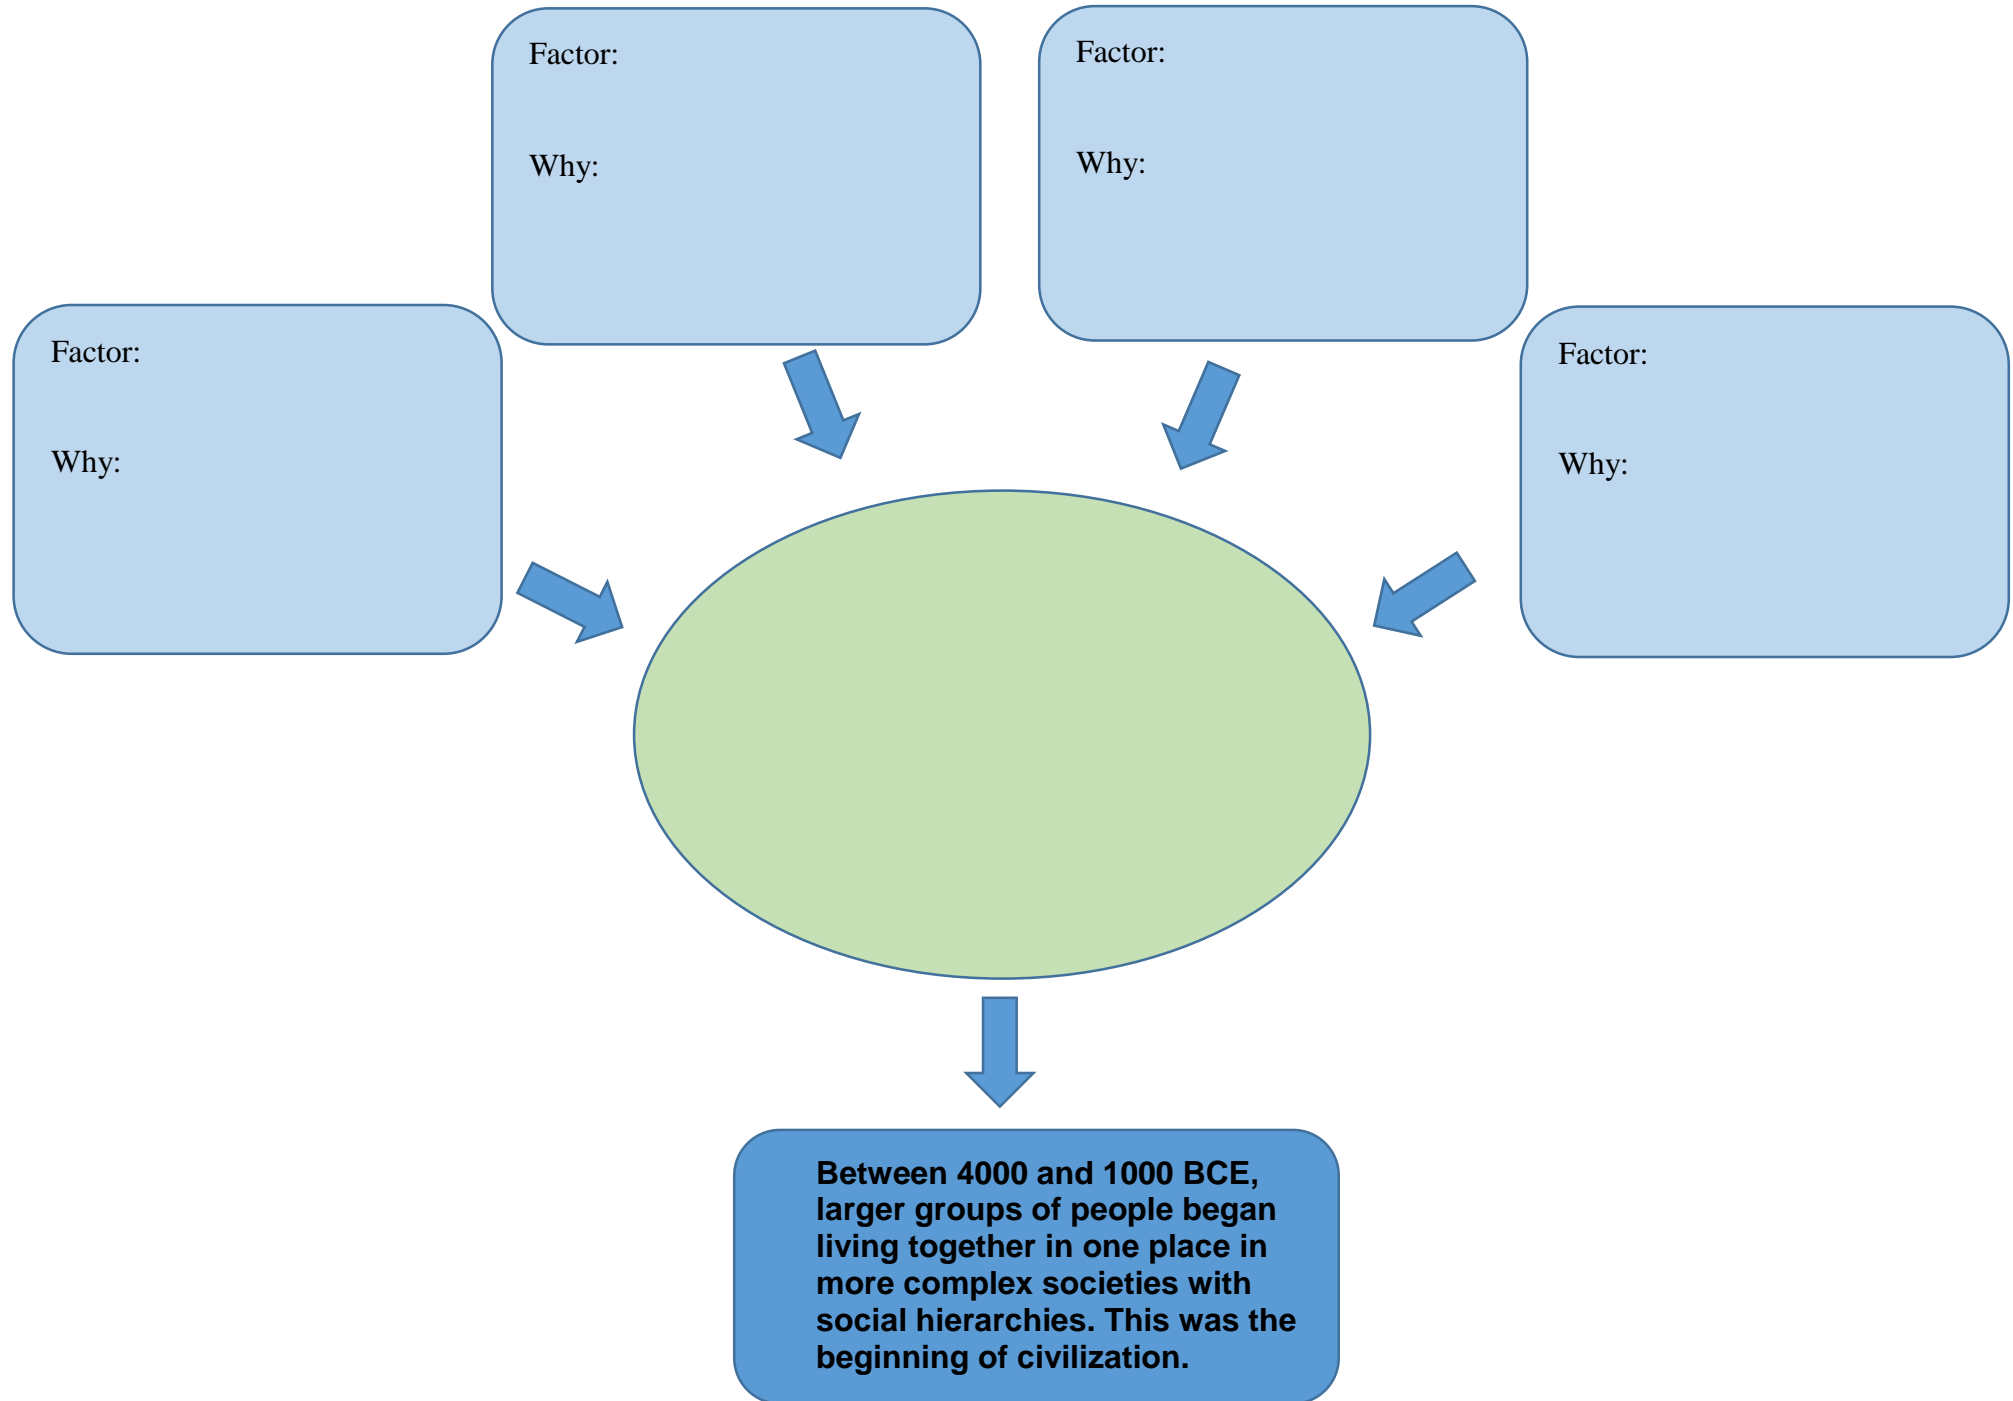 Factor:
Why:
Factor:
Why:
Factor:
Why:
Factor:
Why:
Between 4000 and 1000 BCE,
larger groups of people began
living together in one place in
more complex societies with
social hierarchies. This was the
beginning of civilization.